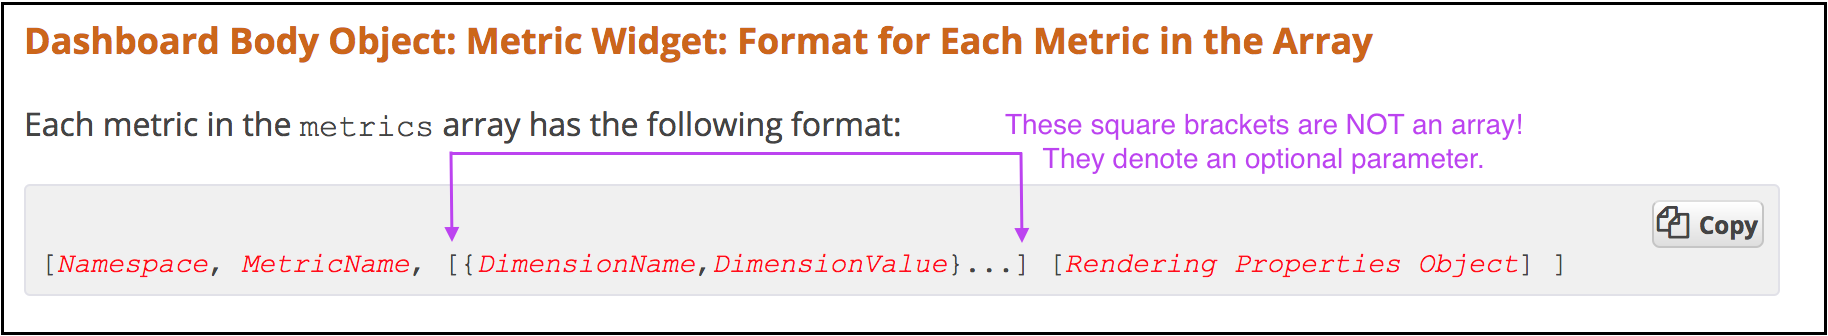 Dashboard Body Object: Metric Widget: Format for Each Metric in the Array
Each metric in the metrics array has the following format:
These square brackets are NOT an array!
They denote an optional parameter.
Copy
[Namespace, MetricName, [{DimensionName,DimensionValue}...] [Rendering Properties Object] ]